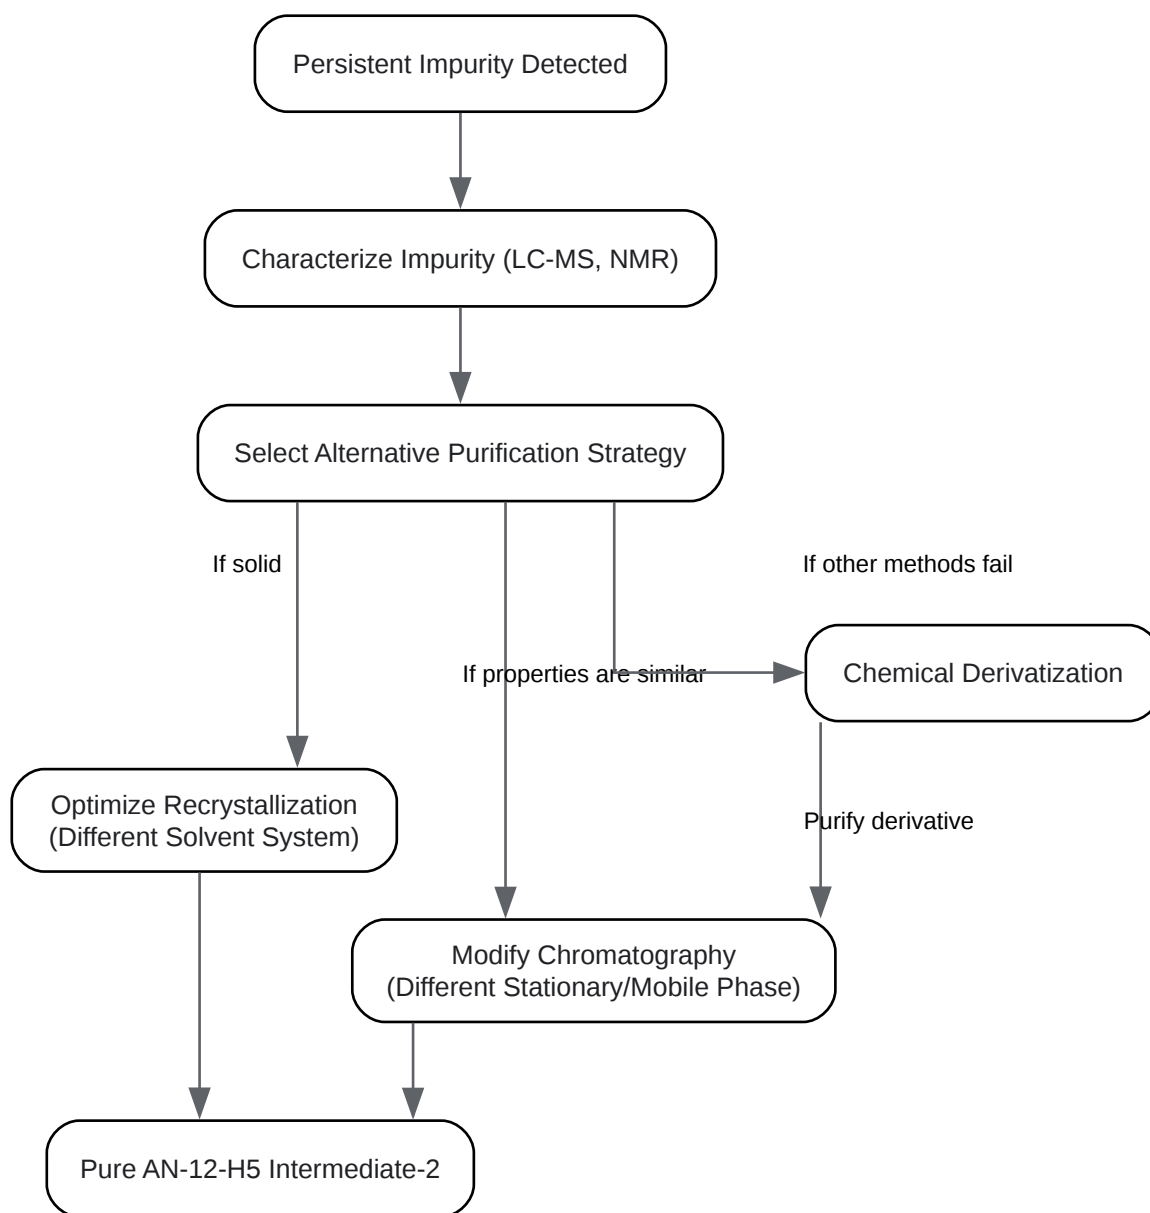 Persistent Impurity Detected
Characterize Impurity (LC-MS, NMR)
Select Alternative Purification Strategy
If solid
If other methods fail
If properties are similar
Chemical Derivatization
Optimize Recrystallization
(Different Solvent System)
Purify derivative
Modify Chromatography
(Different Stationary/Mobile Phase)
Pure AN-12-H5 Intermediate-2